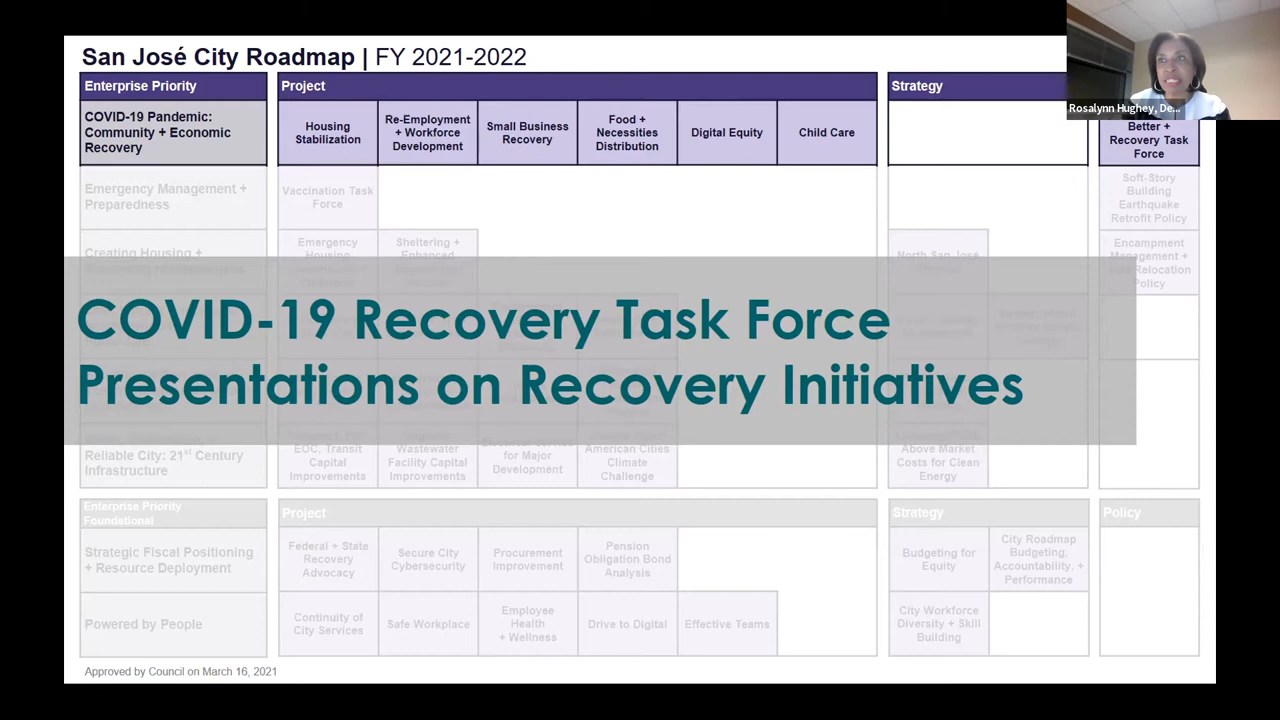 San José City Roadmap | FY 2021-2022
Rosalynn Hughey, De...
Enterprise Priority
Project
Strategy
COVID-19 Pandemic:
Community + Economic
Recovery
Housing
Stabilization
Re-Employment
+ Workforce
Development
Small Business
Recovery
Food +
Necessities
Distribution
Digital Equity
Child Care
Better +
Recovery Task
Force
Emergency Management +
Preparedness
Vaccination Task
Force
Soft-Story
Building
Earthquake
Retrofit Policy
Creating Housing +
Emergency
Housing
Sheltering +
Enhanced
North San José
Encampment
Management +
Relocation
Policy
COVID-19 Recovery Task Force
Presentations on Recovery Initiatives
Reliable City: 21st Century
Infrastructure
EOC, Transit
Capital
Improvements
Wastewater
Facility Capital
Improvements
for Major
Development
American Cities
Climate
Challenge
Above Market
Costs for Clean
Energy
Enterprise Priority
Foundational
Project
Strategy
Policy
Strategic Fiscal Positioning
+ Resource Deployment
Federal + State
Recovery
Advocacy
Secure City
Cybersecurity
Procurement
Improvement
Pension
Obligation Bond
Analysis
Budgeting for
Equity
City Roadmap
Budgeting,
Accountability, +
Performance
Powered by People
Continuity of
City Services
Safe Workplace
Employee
Health
+ Wellness
Drive to Digital
Effective Teams
City Workforce
Diversity + Skill
Building
Approved by Council on March 16, 2021